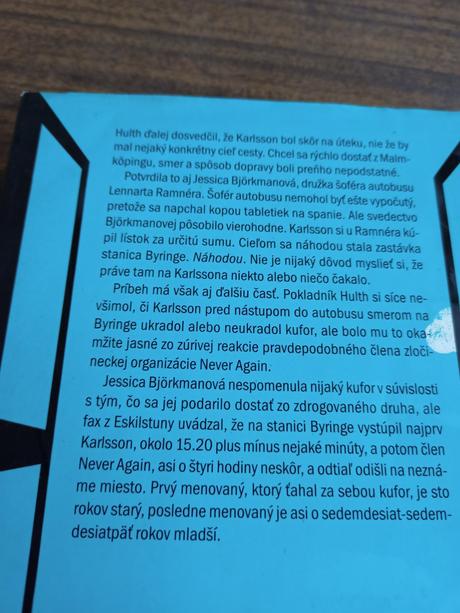 Hulth ďalej dosvedčil, že Karlsson bol skôr na úteku, nie že by
mal nejaký konkrétny cieľ cesty. Chcel sa rýchlo dostať z Malm-
köpingu, smer a spôsob dopravy boli preňho nepodstatné.
Potvrdila to aj Jessica Björkmanová, družka šoféra autobusu
Lennarta Ramnéra. Šofér autobusu nemohol byť ešte vypočutý,
pretože sa napchal kopou tabletiek na spanie. Ale svedectvo
Björkmanovej pôsobilo vierohodne. Karlsson si u Ramnéra kú-
pil lístok za určitú sumu. Cieľom sa náhodou stala zastávka
stanica Byringe. Náhodou. Nie je nijaký dôvod myslieť si, že
práve tam na Karlssona niekto alebo niečo čakalo.
Príbeh má však aj ďalšiu časť. Pokladník Hulth si síce ne-
všimol, či Karlsson pred nástupom do autobusu smerom na
Byringe ukradol alebo neukradol kufor, ale bolo mu to oka-
mžite jasné zo zúrivej reakcie pravdepodobného člena zloči-
neckej organizácie Never Again.
Jessica Björkmanová nespomenula nijaký kufor v súvislosti
s tým, čo sa jej podarilo dostať zo zdrogovaného druha, ale
fax z Eskilstuny uvádzal, že na stanici Byringe vystúpil najprv
Karlsson, okolo 15.20 plus mínus nejaké minúty, a potom člen
Never Again, asi o štyri hodiny neskôr, a odtiaľ odišli na nezná-
me miesto. Prvý menovaný, ktorý ťahal za sebou kufor, je sto
rokov starý, posledne menovaný je asi o sedemdesiat-sedem-
desiatpäť rokov mladší.